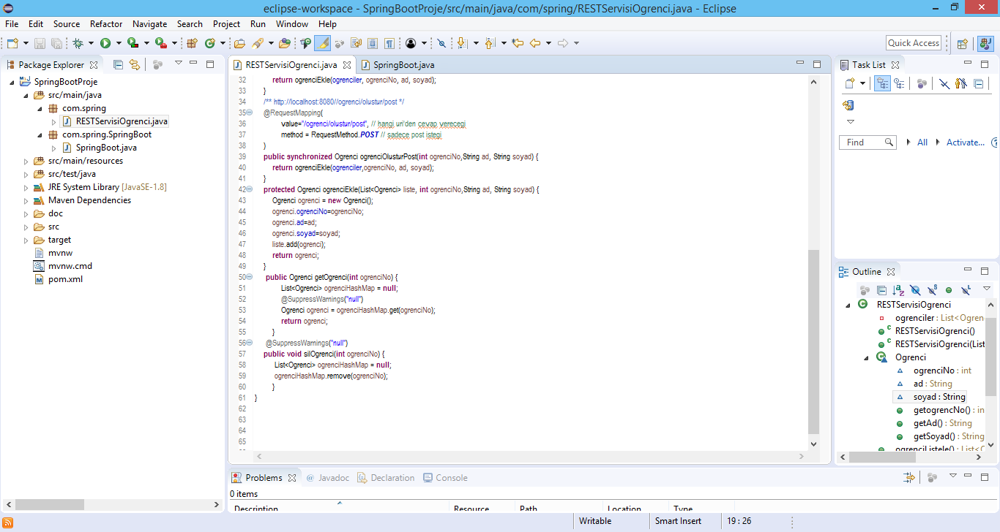 eclipse-workspace - SpringBootProje/src/main/java/com/spring/RESTServisiOgrenci.java - Eclipse
File Edit Source Refactor Navigate Search Project Run Window Help
Quick Access
Package Explorer
SpringBootProje
src/main/java
com.spring
RESTServisiOgrenci.java
com.spring.SpringBoot
SpringBoot.java
src/main/resources
src/test/java
JRE System Library [JavaSE-1.8]
Maven Dependencies
doc
src
target
mvnw
mvnw.cmd
pom.xml
RESTServisiOgrenci.java SpringBoot.java
32 return ogrenciEkle(ogrenciler, ogrenciNo, ad, soyad);
33 }
34 /** http://localhost:8080//ogrenci/olustur/post */
35 @RequestMapping(
36 value="/ogrenci/olustur/post", // hangi uri'den cevap verecegi
37 method = RequestMethod.POST // sadece post istegi
38 )
39 public synchronized Ogrenci ogrenciOlusturPost(int ogrenciNo,String ad, String soyad) {
40 return ogrenciEkle(ogrenciler,ogrenciNo, ad, soyad);
41 }
42 protected Ogrenci ogrenciEkle(List<Ogrenci> liste, int ogrenciNo,String ad, String soyad) {
43 Ogrenci ogrenci = new Ogrenci();
44 ogrenci.ogrenciNo=ogrenciNo;
45 ogrenci.ad=ad;
46 ogrenci.soyad=soyad;
47 liste.add(ogrenci);
48 return ogrenci;
49 }
50 public Ogrenci getOgrenci(int ogrenciNo) {
51 List<Ogrenci> ogrenciHashMap = null;
52 @SuppressWarnings("null")
53 Ogrenci ogrenci = ogrenciHashMap.get(ogrenciNo);
54 return ogrenci;
55 }
56 @SuppressWarnings("null")
57 public void silOgrenci(int ogrenciNo) {
58 List<Ogrenci> ogrenciHashMap = null;
59 ogrenciHashMap.remove(ogrenciNo);
60 }
61 }
62
63
64
65
Task List
Find All Activate...
Outline
RESTServisiOgrenci
ogrenciler : List<Ogren
RESTServisiOgrenci()
RESTServisiOgrenci(List
Ogrenci
ogrenciNo : int
ad : String
soyad : String
getogrencNo() : in
getAd() : String
getSoyad() : String
ogrenciListele() : List<O
Problems @ Javadoc Declaration Console
0 items
Description Resource Path Location Type
Writable Smart Insert 19 : 26